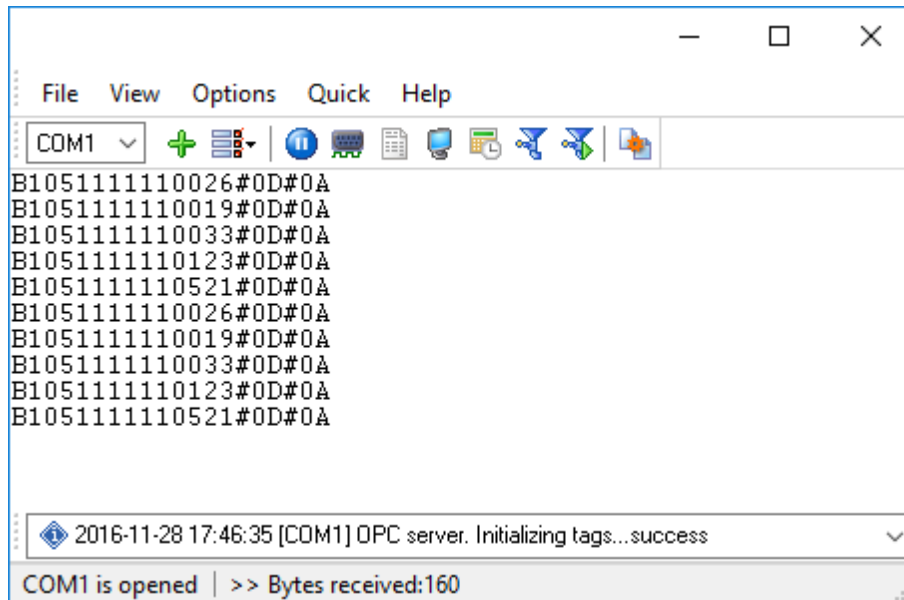 File View Options Quick Help
COM1
B1051111110026#0D#0A
B1051111110019#0D#0A
B1051111110033#0D#0A
B1051111110123#0D#0A
B1051111110521#0D#0A
B1051111110026#0D#0A
B1051111110019#0D#0A
B1051111110033#0D#0A
B1051111110123#0D#0A
B1051111110521#0D#0A
2016-11-28 17:46:35 [COM1] OPC server. Initializing tags...success
COM1 is opened | >> Bytes received:160